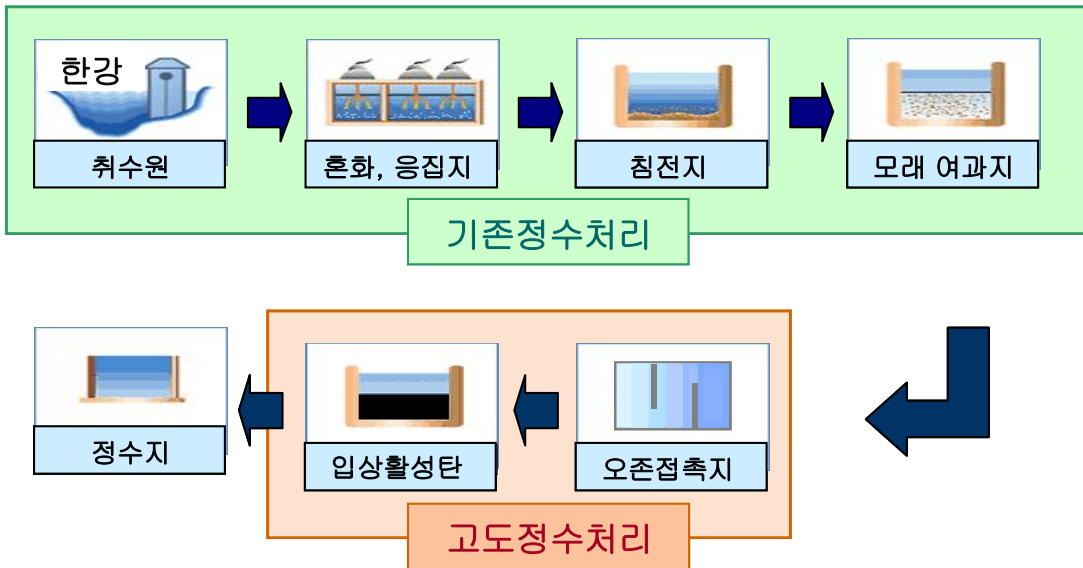 한강
취수원
혼화, 응집지
침전지
모래 여과지
기존정수처리
오존접촉지
입상활성탄
정수지
고도정수처리